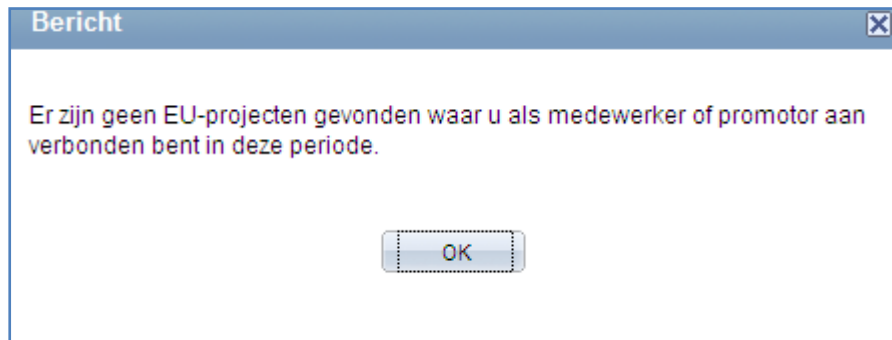 Bericht
Er zijn geen EU-projecten gevonden waar u als medewerker of promotor aan
verbonden bent in deze periode.
OK